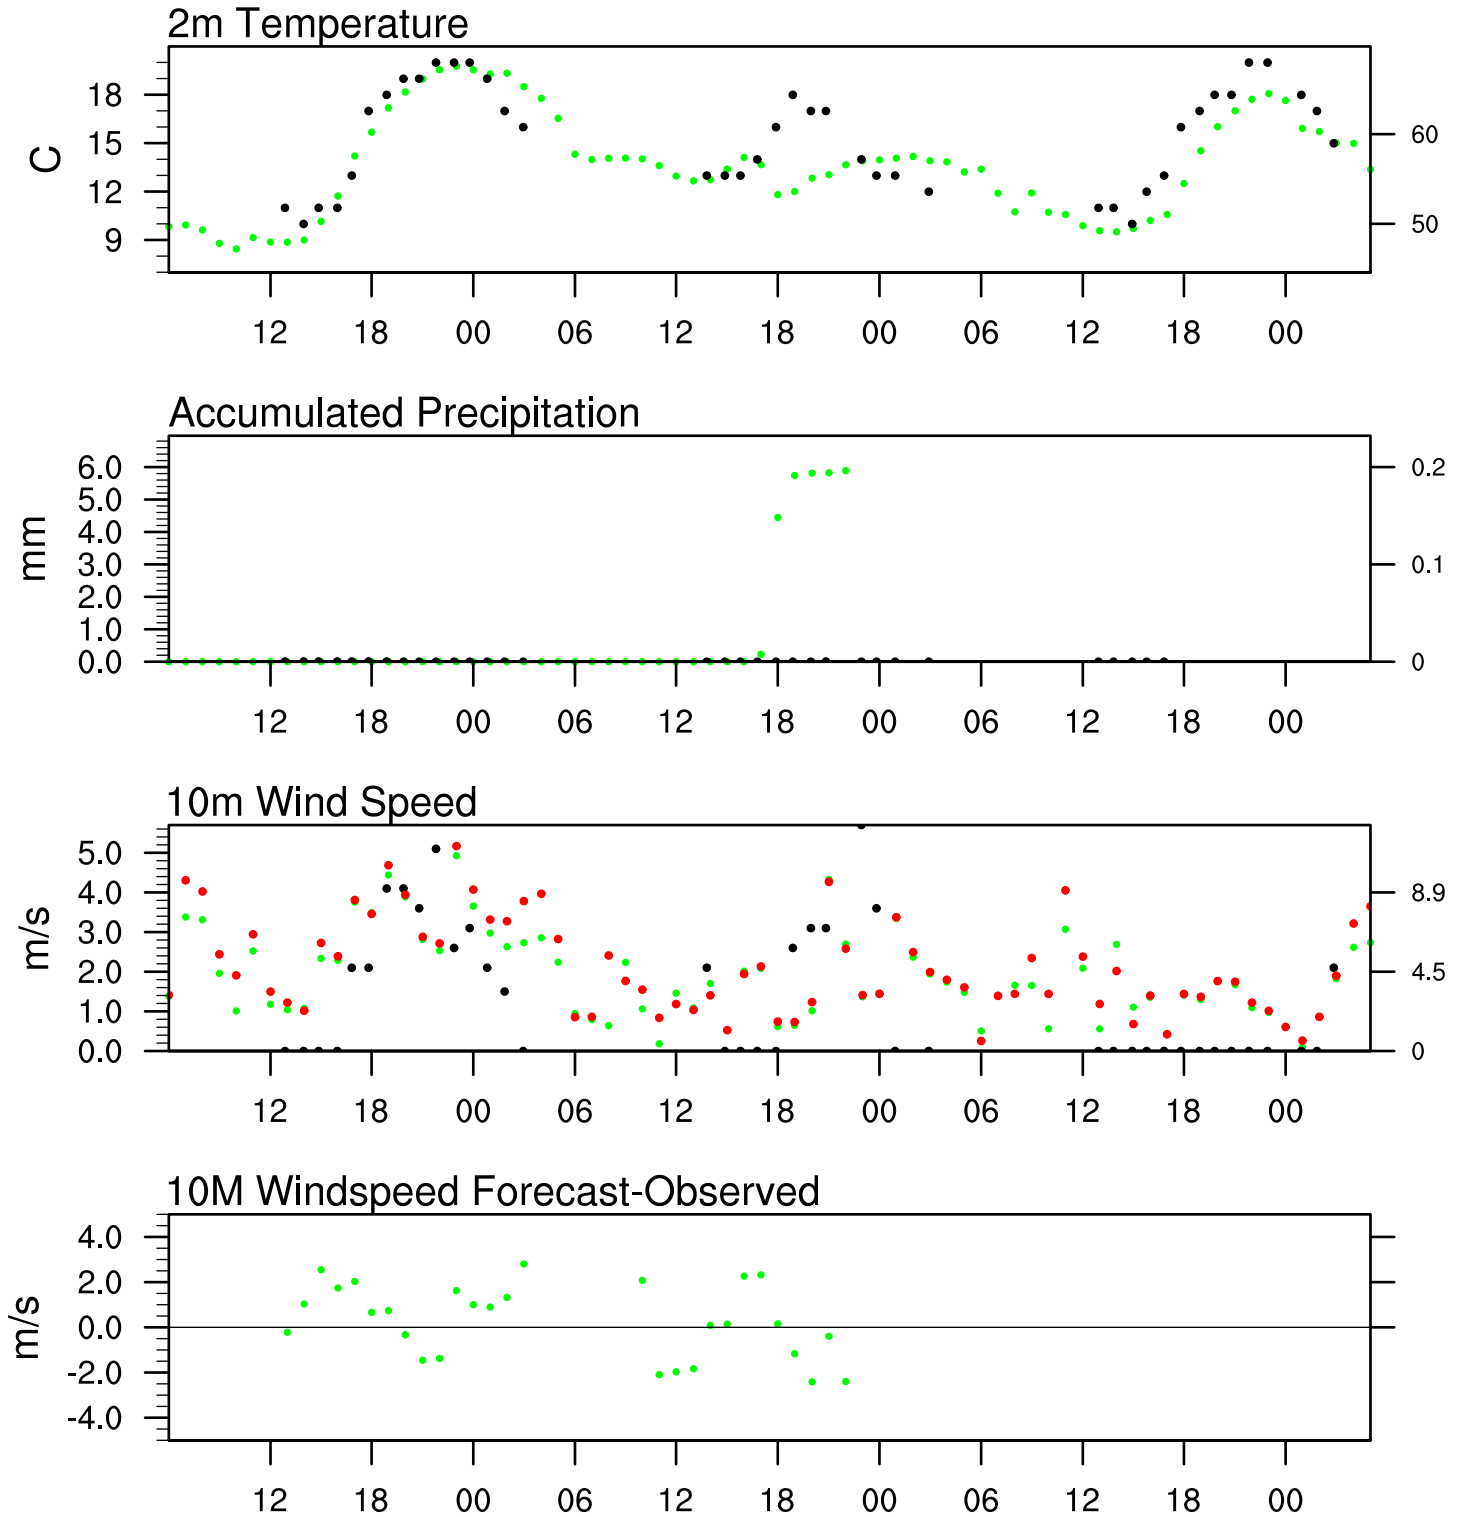 2m Temperature
18
15
12
9
C
60
50
12 18 00 06 12 18 00 06 12 18 00
Accumulated Precipitation
6.0
5.0
4.0
3.0
2.0
1.0
0.0
mm
0.2
0.1
0
12 18 00 06 12 18 00 06 12 18 00
10m Wind Speed
5.0
4.0
3.0
2.0
1.0
0.0
m/s
8.9
4.5
0
12 18 00 06 12 18 00 06 12 18 00
10M Windspeed Forecast-Observed
4.0
2.0
0.0
-2.0
-4.0
m/s
12 18 00 06 12 18 00 06 12 18 00